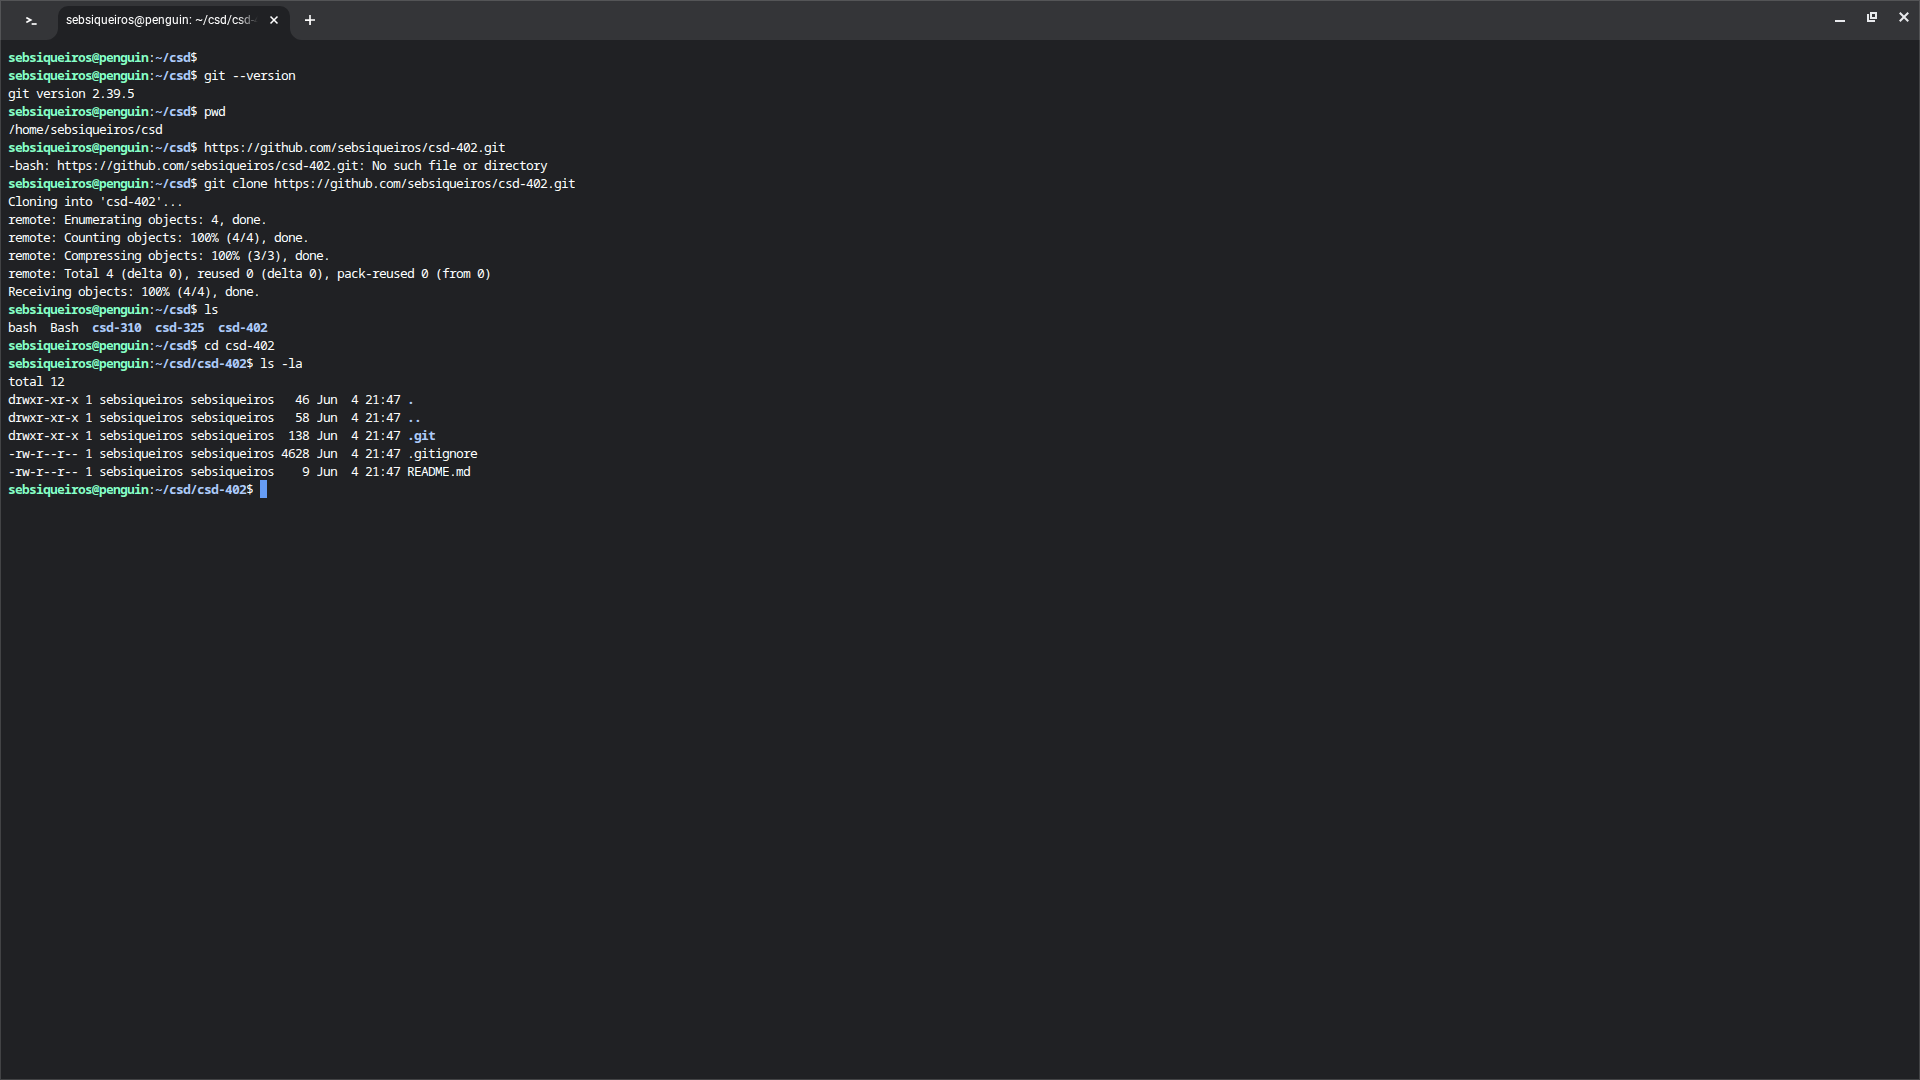 sebsiqueiros@penguin: ~/csd/csd-
sebsiqueiros@penguin:~/csd$
sebsiqueiros@penguin:~/csd$ git --version
git version 2.39.5
sebsiqueiros@penguin:~/csd$ pwd
/home/sebsiqueiros/csd
sebsiqueiros@penguin:~/csd$ https://github.com/sebsiqueiros/csd-402.git
-bash: https://github.com/sebsiqueiros/csd-402.git: No such file or directory
sebsiqueiros@penguin:~/csd$ git clone https://github.com/sebsiqueiros/csd-402.git
Cloning into 'csd-402'...
remote: Enumerating objects: 4, done.
remote: Counting objects: 100% (4/4), done.
remote: Compressing objects: 100% (3/3), done.
remote: Total 4 (delta 0), reused 0 (delta 0), pack-reused 0 (from 0)
Receiving objects: 100% (4/4), done.
sebsiqueiros@penguin:~/csd$ ls
bash  Bash  csd-310  csd-325  csd-402
sebsiqueiros@penguin:~/csd$ cd csd-402
sebsiqueiros@penguin:~/csd/csd-402$ ls -la
total 12
drwxr-xr-x 1 sebsiqueiros sebsiqueiros   46 Jun  4 21:47 .
drwxr-xr-x 1 sebsiqueiros sebsiqueiros   58 Jun  4 21:47 ..
drwxr-xr-x 1 sebsiqueiros sebsiqueiros  138 Jun  4 21:47 .git
-rw-r--r-- 1 sebsiqueiros sebsiqueiros 4628 Jun  4 21:47 .gitignore
-rw-r--r-- 1 sebsiqueiros sebsiqueiros    9 Jun  4 21:47 README.md
sebsiqueiros@penguin:~/csd/csd-402$